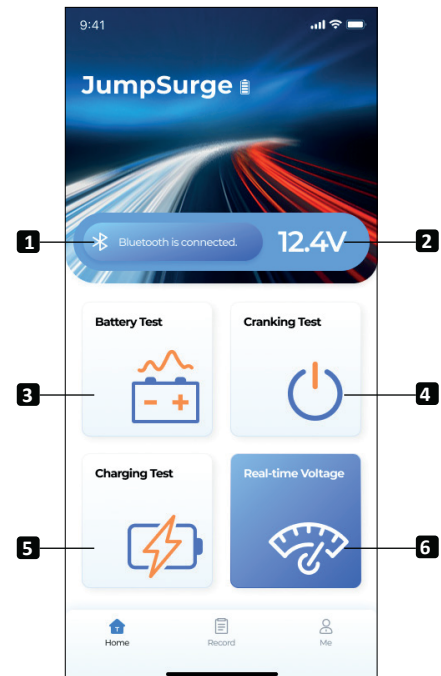 9:41
JumpSurge
1
Bluetooth is connected.
12.4V
2
Battery Test
Cranking Test
3
4
Charging Test
Real-time Voltage
5
6
Home
Record
Me